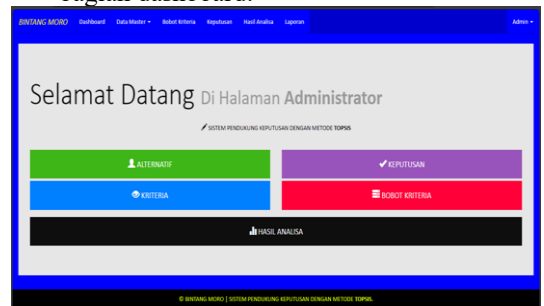 bagian dashboard.
BINTANG MORO Dashboard Data Master Bobot Kriteria Keputusan Hasil Analisa Laporan Admin
Selamat Datang Di Halaman Administrator
SISTEM PENDUKUNG KEPUTUSAN DENGAN METODE TOPSIS
ALTERNATIF KEPUTUSAN
KRITERIA BOBOT KRITERIA
HASIL ANALISA
© BINTANG MORO | SISTEM PENDUKUNG KEPUTUSAN DENGAN METODE TOPSIS.